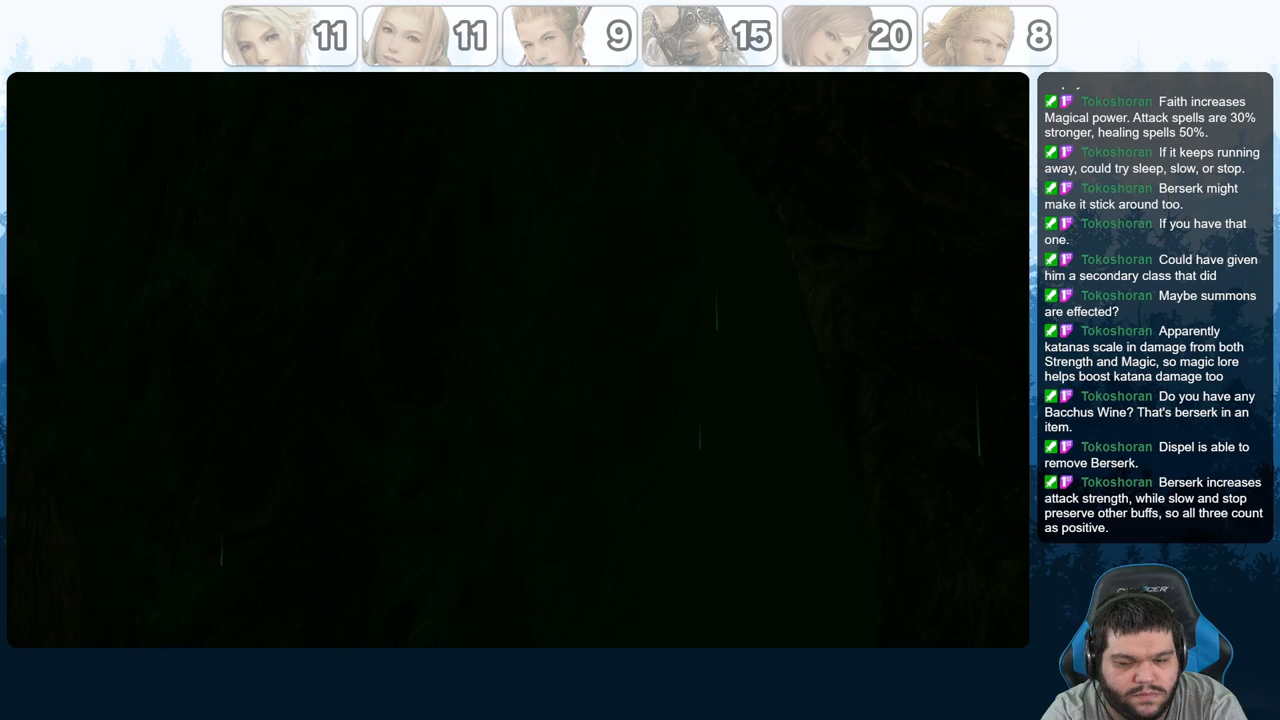 11
11
9
15
20
8
Tokoshoran Faith increases
Magical power. Attack spells are 30%
stronger, healing spells 50%.
Tokoshoran If it keeps running
away, could try sleep, slow, or stop.
Tokoshoran Berserk might
make it stick around too.
Tokoshoran If you have that
one.
Tokoshoran Could have given
him a secondary class that did
Tokoshoran Maybe summons
are effected?
Tokoshoran Apparently
katanas scale in damage from both
Strength and Magic, so magic lore
helps boost katana damage too
Tokoshoran Do you have any
Bacchus Wine? That's berserk in an
item.
Tokoshoran Dispel is able to
remove Berserk.
Tokoshoran Berserk increases
attack strength, while slow and stop
preserve other buffs, so all three count
as positive.